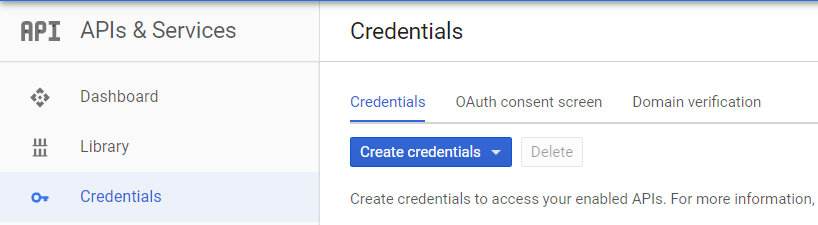 API APIs & Services
Credentials
Dashboard
Library
Credentials
Credentials OAuth consent screen Domain verification
Create credentials Delete
Create credentials to access your enabled APIs. For more information,